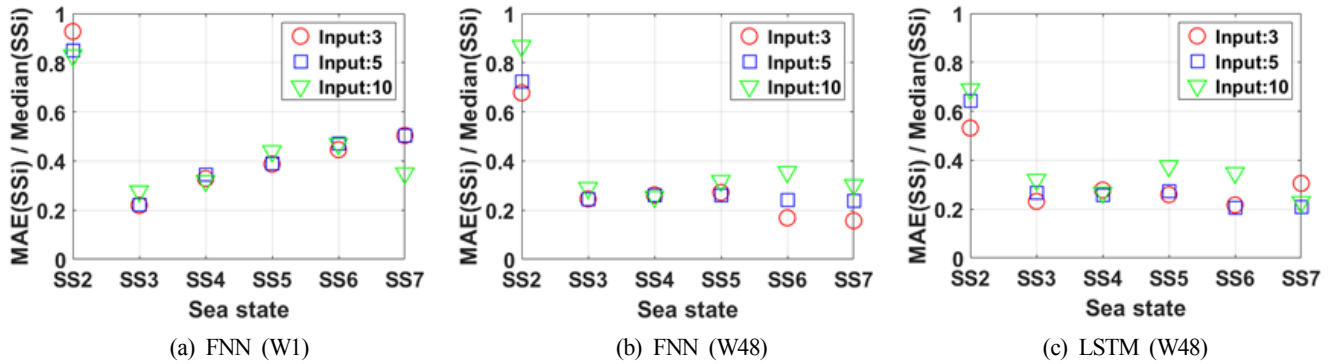 MAE(SSi) / Median(SSi)
1
0.8
0.6
0.4
0.2
0
Input:3
Input:5
Input:10
SS2 SS3 SS4 SS5 SS6 SS7
Sea state
(a) FNN (W1)
MAE(SSi) / Median(SSi)
1
0.8
0.6
0.4
0.2
0
Input:3
Input:5
Input:10
SS2 SS3 SS4 SS5 SS6 SS7
Sea state
(b) FNN (W48)
MAE(SSi) / Median(SSi)
1
0.8
0.6
0.4
0.2
0
Input:3
Input:5
Input:10
SS2 SS3 SS4 SS5 SS6 SS7
Sea state
(c) LSTM (W48)